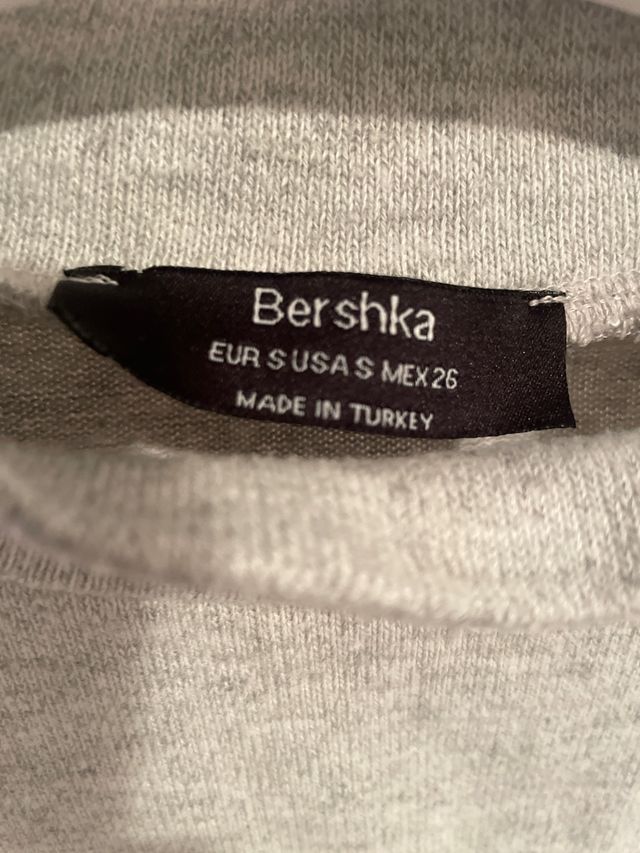 Bershka
EUR S USA S MEX 26
MADE IN TURKEY